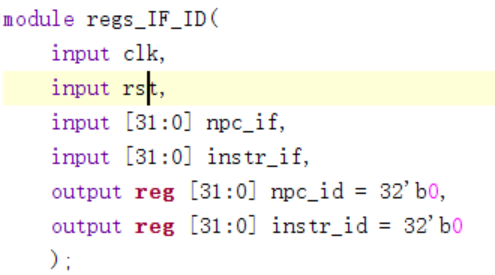 module regs_IF_ID(
input clk,
input rst,
input [31:0] npc_if,
input [31:0] instr_if,
output reg [31:0] npc_id = 32'b0,
output reg [31:0] instr_id = 32'b0
);